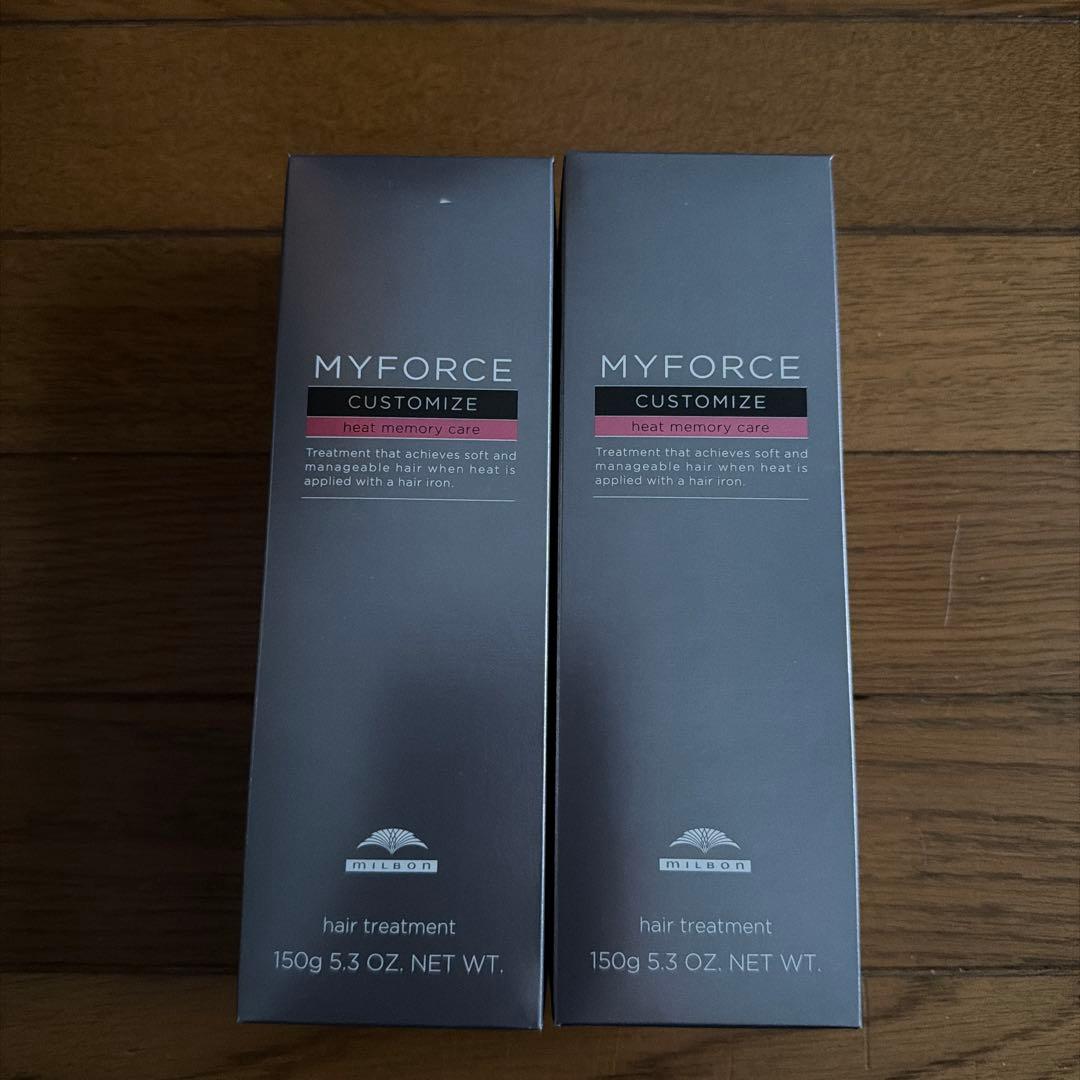 MYFORCE
CUSTOMIZE
heat memory care
Treatment that achieves soft and
manageable hair when heat is
applied with a hair iron.
MILBON
hair treatment
150g 5.3 OZ. NET WT.
MYFORCE
CUSTOMIZE
heat memory care
Treatment that achieves soft and
manageable hair when heat is
applied with a hair iron.
MILBON
hair treatment
150g 5.3 OZ. NET WT.